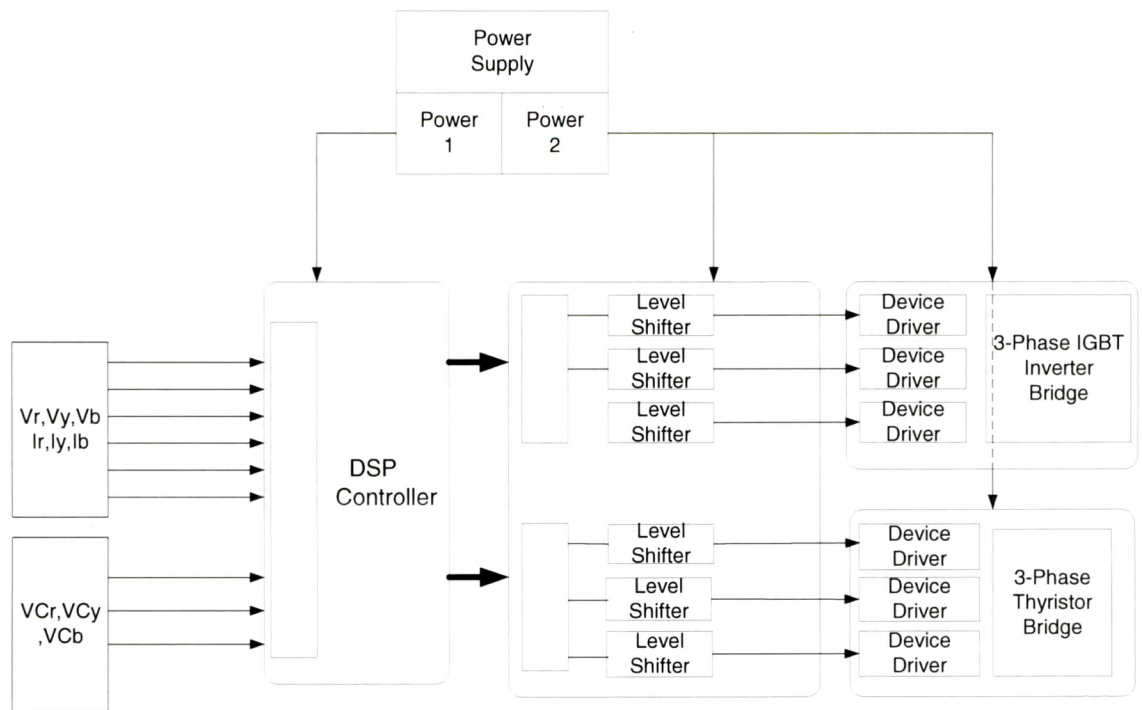 Power
Supply
Power
1
Power
2
Vr,Vy,Vb
Ir,Iy,Ib
VCr,VCy
,VCb
DSP
Controller
Level
Shifter
Level
Shifter
Level
Shifter
Level
Shifter
Level
Shifter
Level
Shifter
Device
Driver
Device
Driver
Device
Driver
3-Phase IGBT
Inverter
Bridge
Device
Driver
Device
Driver
Device
Driver
3-Phase
Thyristor
Bridge